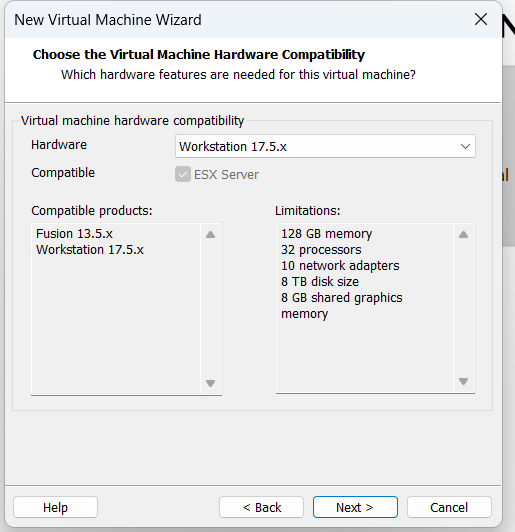 New Virtual Machine Wizard
Choose the Virtual Machine Hardware Compatibility
Which hardware features are needed for this virtual machine?
Virtual machine hardware compatibility
Hardware
Workstation 17.5.x
Compatible
ESX Server
Compatible products:
Fusion 13.5.x
Workstation 17.5.x
Limitations:
128 GB memory
32 processors
10 network adapters
8 TB disk size
8 GB shared graphics
memory
Help
< Back
Next >
Cancel